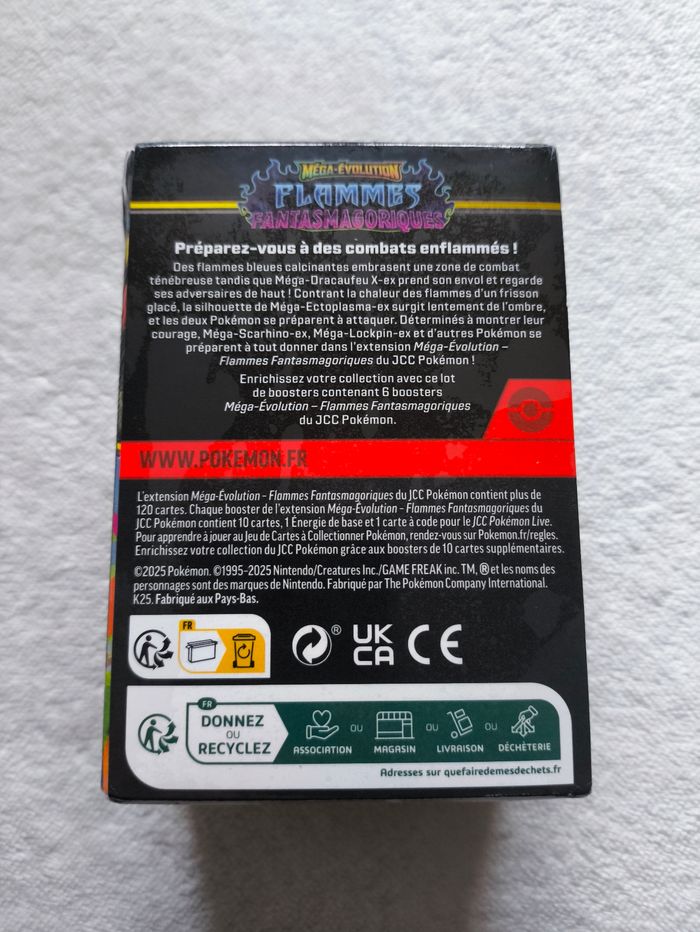 MÉGA-ÉVOLUTION
FLAMMES
FANTASMAGORIQUES
Préparez-vous à des combats enflammés !
Des flammes bleues calcinantes embrasent une zone de combat
ténébreuse tandis que Méga-Dracaufeu X-ex prend son envol et regarde
ses adversaires de haut ! Contrant la chaleur des flammes d'un frisson
glacé, la silhouette de Méga-Ectoplasma-ex surgit lentement de l'ombre,
et les deux Pokémon se préparent à attaquer. Déterminés à montrer leur
courage, Méga-Scarhino-ex, Méga-Lockpin-ex et d'autres Pokémon se
préparent à tout donner dans l'extension Méga-Évolution –
Flammes Fantasmagoriques du JCC Pokémon !
Enrichissez votre collection avec ce lot
de boosters contenant 6 boosters
Méga-Évolution – Flammes Fantasmagoriques
du JCC Pokémon.
WWW.POKEMON.FR
L'extension Méga-Évolution – Flammes Fantasmagoriques du JCC Pokémon contient plus de
120 cartes. Chaque booster de l'extension Méga-Évolution – Flammes Fantasmagoriques du
JCC Pokémon contient 10 cartes, 1 Énergie de base et 1 carte à code pour le JCC Pokémon Live.
Pour apprendre à jouer au Jeu de Cartes à Collectionner Pokémon, rendez-vous sur Pokemon.fr/regles.
Enrichissez votre collection du JCC Pokémon grâce aux boosters de 10 cartes supplémentaires.
©2025 Pokémon. ©1995–2025 Nintendo/Creatures Inc./GAME FREAK inc. TM, ® et les noms des
personnages sont des marques de Nintendo. Fabriqué par The Pokémon Company International.
K25. Fabriqué aux Pays-Bas.
FR
® UK CA CE
FR
DONNEZ
OU
RECYCLEZ
ASSOCIATION OU MAGASIN OU LIVRAISON OU DÉCHÈTERIE
Adresses sur quefairedemesdechets.fr